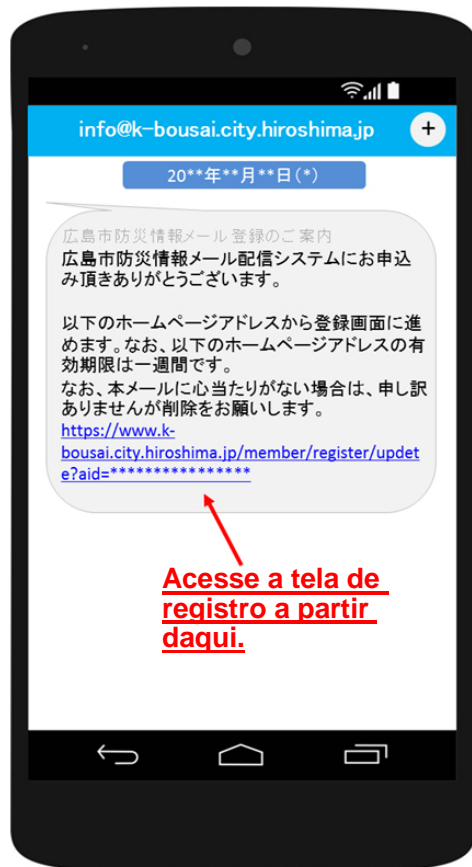 info@k-bousai.city.hiroshima.jp
+
20**年**月**日(*)
広島市防災情報メール登録のご案内
広島市防災情報メール配信システムにお申込
み頂きありがとうございます。
以下のホームページアドレスから登録画面に進
めます。なお、以下のホームページアドレスの有
効期限は一週間です。
なお、本メールに心当たりがない場合は、申し訳
ありませんが削除をお願いします。
https://www.k-
bousai.city.hiroshima.jp/member/register/updet
e?aid=****************
Acesse a tela de
registro a partir
daqui.